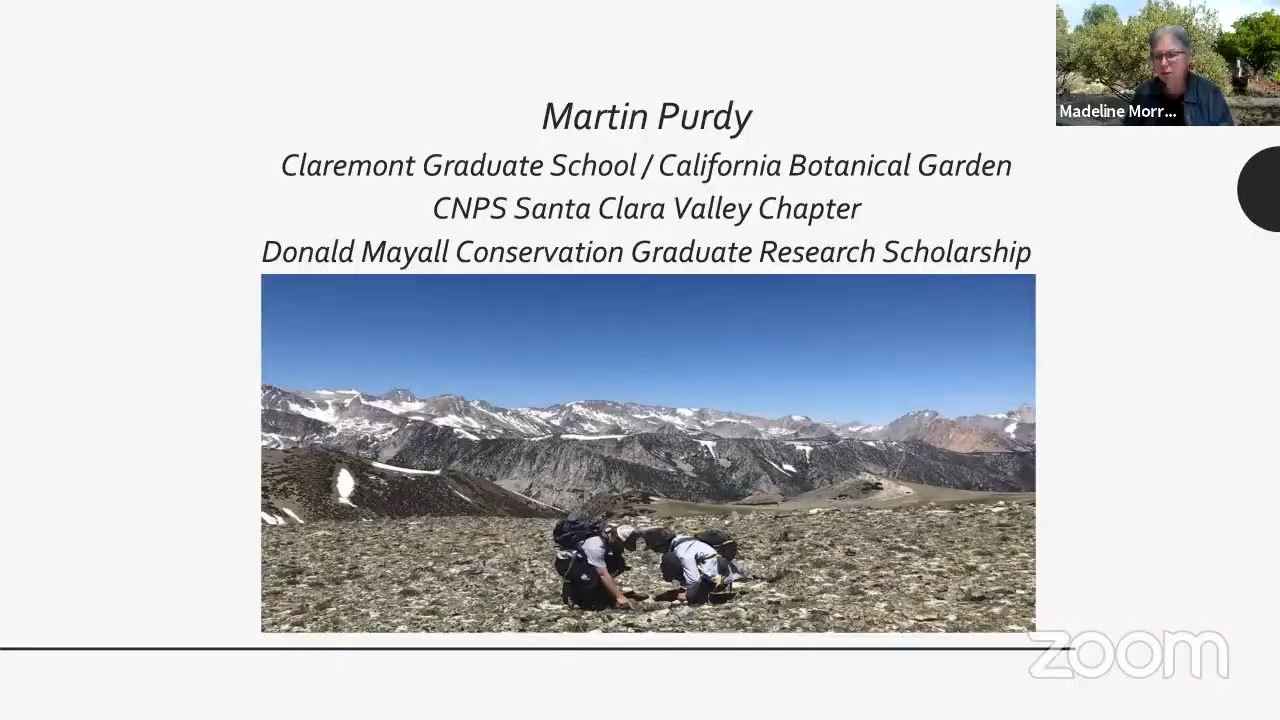 Martin Purdy
Claremont Graduate School / California Botanical Garden
CNPS Santa Clara Valley Chapter
Donald Mayall Conservation Graduate Research Scholarship
Madeline Morr...
zoom